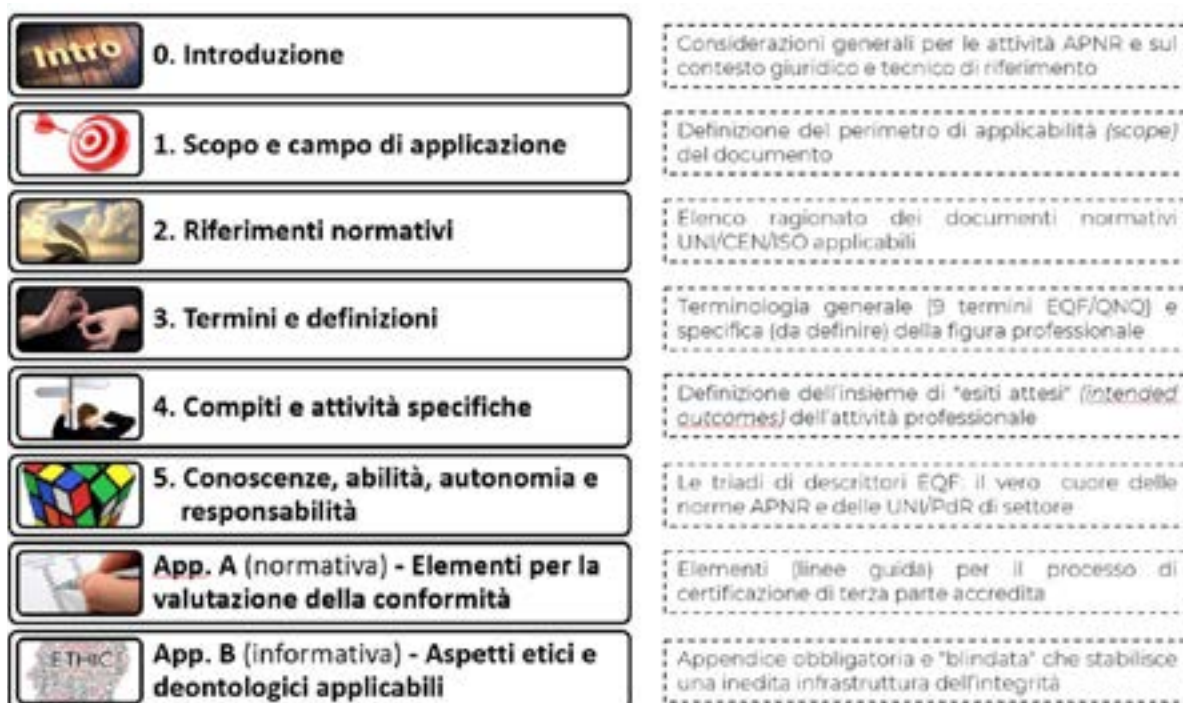 Intro
0. Introduzione
Considerazioni generali per le attività APNR e sul
contesto giuridico e tecnico di riferimento
1. Scopo e campo di applicazione
Definizione del perimetro di applicabilità (scope)
del documento
2. Riferimenti normativi
Elenco ragionato dei documenti normativi
UNI/CEN/ISO applicabili
3. Termini e definizioni
Terminologia generale (9 termini EQF/QNQ) e
specifica (da definire) della figura professionale
4. Compiti e attività specifiche
Definizione dell'insieme di "esiti attesi" (intended
outcomes) dell'attività professionale
5. Conoscenze, abilità, autonomia e
responsabilità
Le triadi di descrittori EQF: il vero cuore delle
norme APNR e delle UNI/PdR di settore
App. A (normativa) - Elementi per la
valutazione della conformità
Elementi (linee guida) per il processo di
certificazione di terza parte accredita
ETHIC
App. B (informativa) - Aspetti etici e
deontologici applicabili
Appendice obbligatoria e "blindata" che stabilisce
una inedita infrastruttura dell'integrità